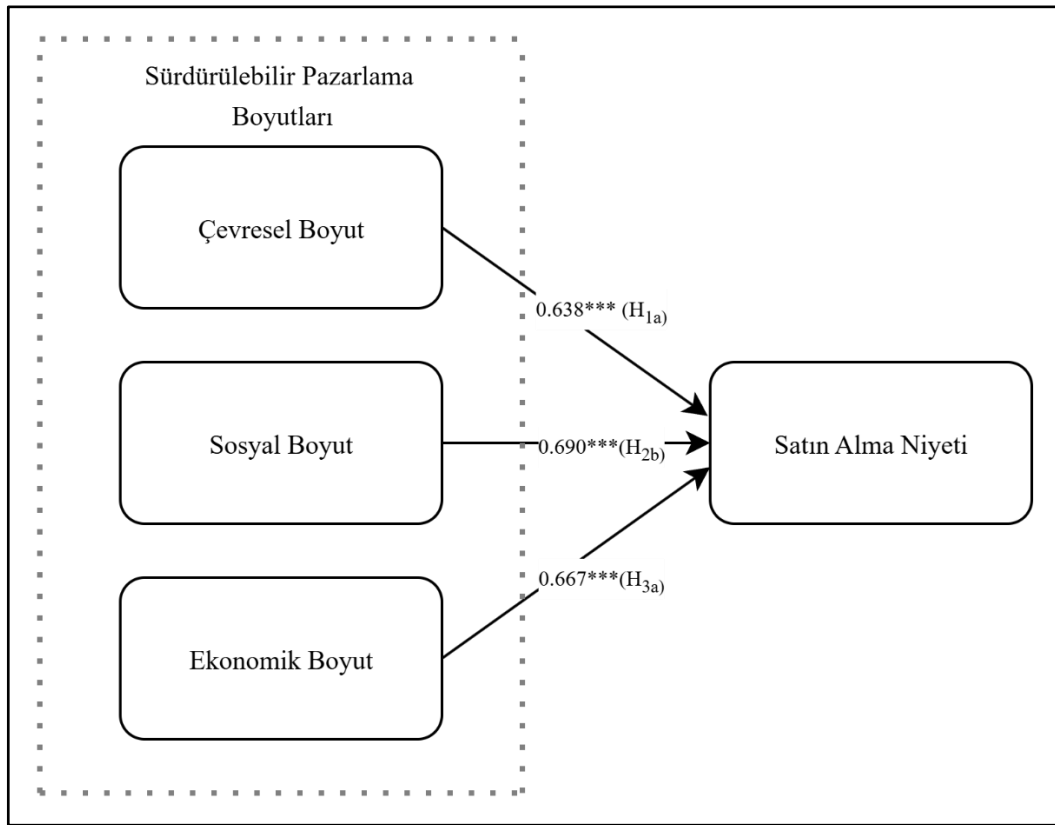 Sürdürülebilir Pazarlama
Boyutları
Çevresel Boyut
0.638*** (H1a)
Sosyal Boyut
0.690***(H2b)
Satın Alma Niyeti
0.667***(H3a)
Ekonomik Boyut